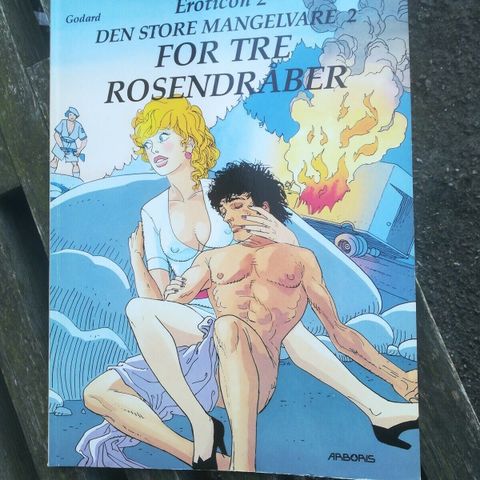 Eroticon 2
Godard
DEN STORE MANGELVARE 2
FOR TRE
ROSENDRÅBER
ARBORIS